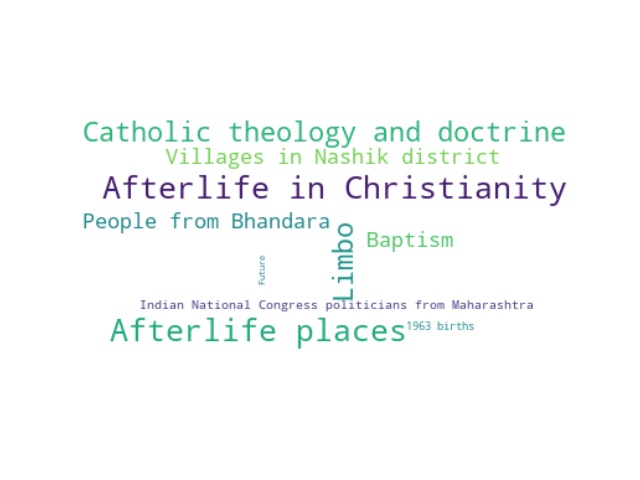 Catholic theology and doctrine
Villages in Nashik district
Afterlife in Christianity
People from Bhandara
Limbo
Baptism
Future
Indian National Congress politicians from Maharashtra
Afterlife places
1963 births